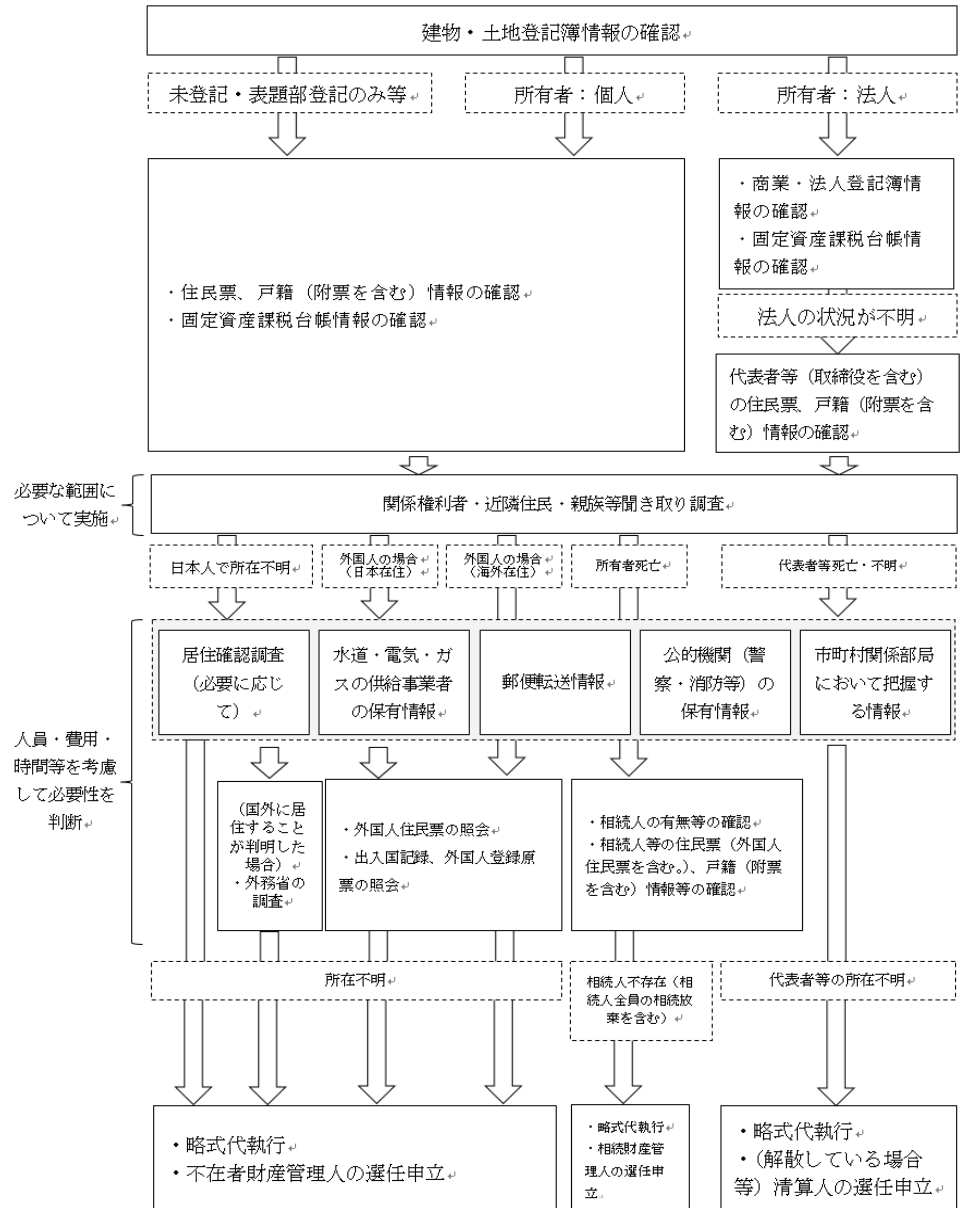 建物・土地登記簿情報の確認
未登記・表題部登記のみ等
所有者：個人
所有者：法人
・住民票、戸籍（附票を含む）情報の確認
・固定資産課税台帳情報の確認
・商業・法人登記簿情
報の確認
・固定資産課税台帳情
報の確認
法人の状況が不明
代表者等（取締役を含む）
の住民票、戸籍（附票を含
む）情報の確認
必要な範囲に
ついて実施
関係権利者・近隣住民・親族等聞き取り調査
日本人で所在不明
外国人の場合
（日本在住）
外国人の場合
（海外在住）
所有者死亡
代表者等死亡・不明
人員・費用・
時間等を考慮
して必要性を
判断
居住確認調査
（必要に応じ
て）
水道・電気・ガ
スの供給事業者
の保有情報
郵便転送情報
公的機関（警
察・消防等）の
保有情報
市町村関係部局
において把握す
る情報
（国外に居
住すること
が判明した
場合）
・外務省の
調査
・外国人住民票の照会
・出入国記録、外国人登録原
票の照会
・相続人の有無等の確認
・相続人等の住民票（外国人
住民票を含む。）、戸籍（附票
を含む）情報等の確認
所在不明
相続人不存在（相
続人全員の相続放
棄を含む）
代表者等の所在不明
・略式代執行
・不在者財産管理人の選任申立
・略式代執行
・相続財産管
理人の選任申
立
・略式代執行
・（解散している場合
等）清算人の選任申立